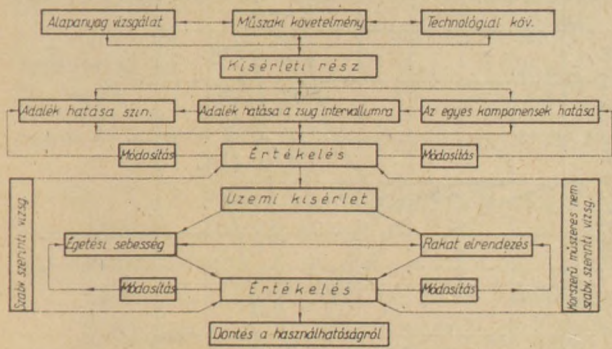 Alapanyag vizsgálat
Műszaki követelmény
Technológiai köv.
Kísérleti rész
Adalék hatása szin.
Adalék hatása a zsug intervallumra
Az egyes komponensek hatása
Módosítás
Értékelés
Módosítás
Üzemi kísérlet
Szabv. szerinti vizsg.
Korszerű műszeres nem
szabv. szerinti vizsg.
Égetési sebesség
Rakat elrendezés
Módosítás
Értékelés
Módosítás
Döntés a használhatóságról